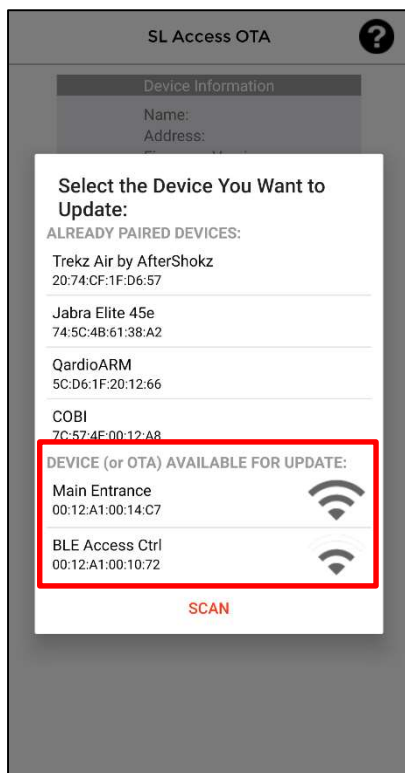 SL Access OTA
?
Device Information
Name:
Address:
Select the Device You Want to
Update:
ALREADY PAIRED DEVICES:
Trekz Air by AfterShokz
20:74:CF:1F:D6:57
Jabra Elite 45e
74:5C:4B:61:38:A2
QardioARM
5C:D6:1F:20:12:66
COBI
7C:57:4E:00:12:A8
DEVICE (or OTA) AVAILABLE FOR UPDATE:
Main Entrance
00:12:A1:00:14:C7
BLE Access Ctrl
00:12:A1:00:10:72
SCAN